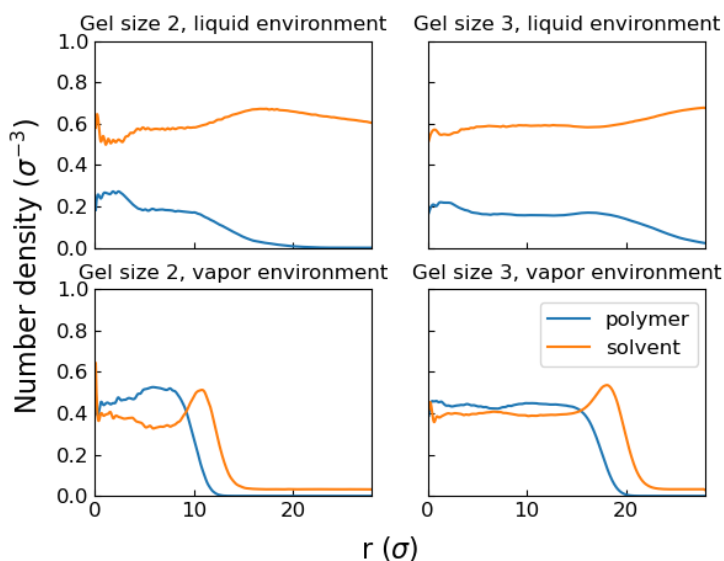 Gel size 2, liquid environment
Gel size 3, liquid environment
1.0
0.8
0.6
0.4
0.2
0.0
0
10
20
Gel size 2, vapor environment
Gel size 3, vapor environment
1.0
0.8
0.6
0.4
0.2
0.0
0
20
0
20
polymer
solvent
Number density (σ⁻³)
r (σ)